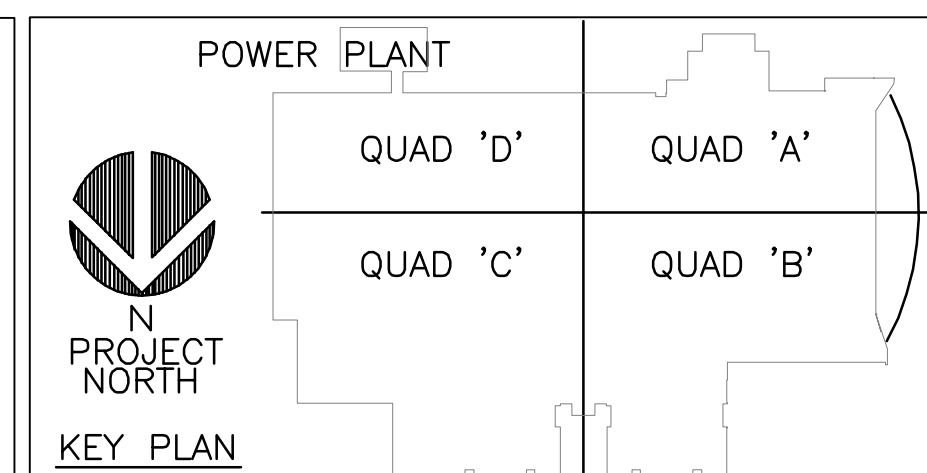 POWER PLANT
QUAD 'D'
QUAD 'A'
QUAD 'C'
QUAD 'B'
N
PROJECT
NORTH
KEY PLAN